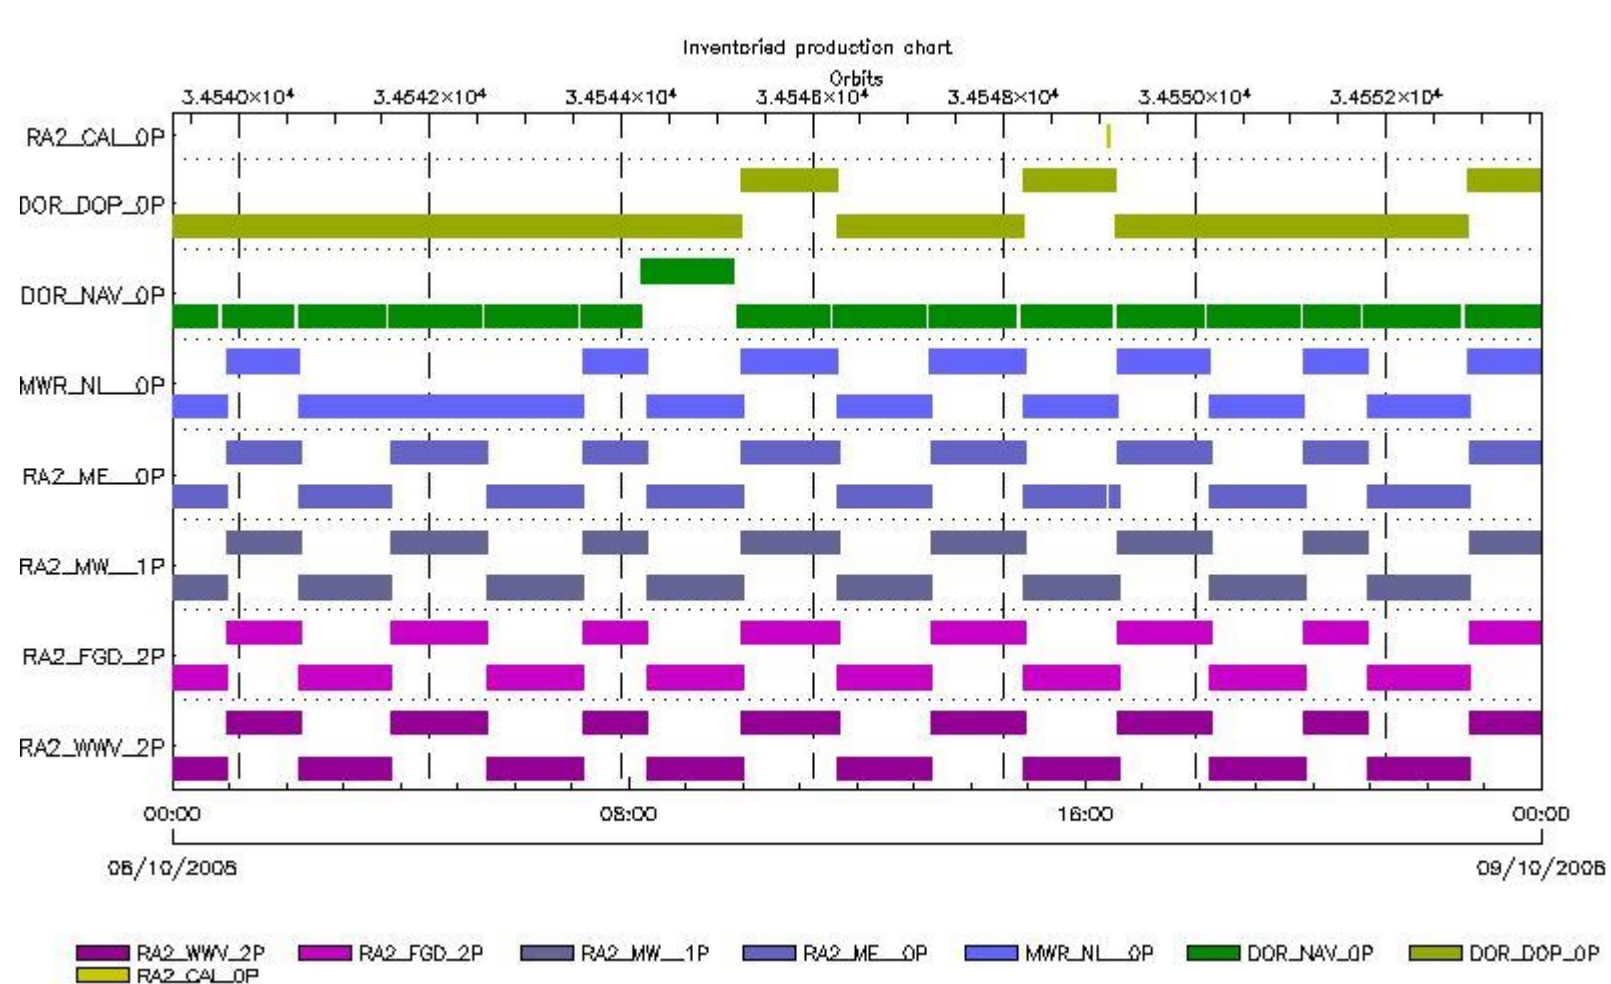 Inventoried production chart
Orbits
3.4540×10⁴ 3.4542×10⁴ 3.4544×10⁴ 3.4546×10⁴ 3.4548×10⁴ 3.4550×10⁴ 3.4552×10⁴
RA2_CAL_0P
DOR_DOP_0P
DOR_NAV_0P
MWR_NL__0P
RA2_ME__0P
RA2_MW__1P
RA2_FGD_2P
RA2_WWV_2P
00:00 08:00 16:00 00:00
08/10/2008 09/10/2008
RA2_WWV_2P RA2_FGD_2P RA2_MW__1P RA2_ME__0P MWR_NL__0P DOR_NAV_0P DOR_DOP_0P
RA2_CAL_0P